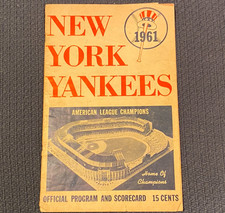 NEW
YORK
YANKEES
1961
AMERICAN LEAGUE CHAMPIONS
Home Of
Champions
OFFICIAL PROGRAM AND SCORECARD 15 CENTS